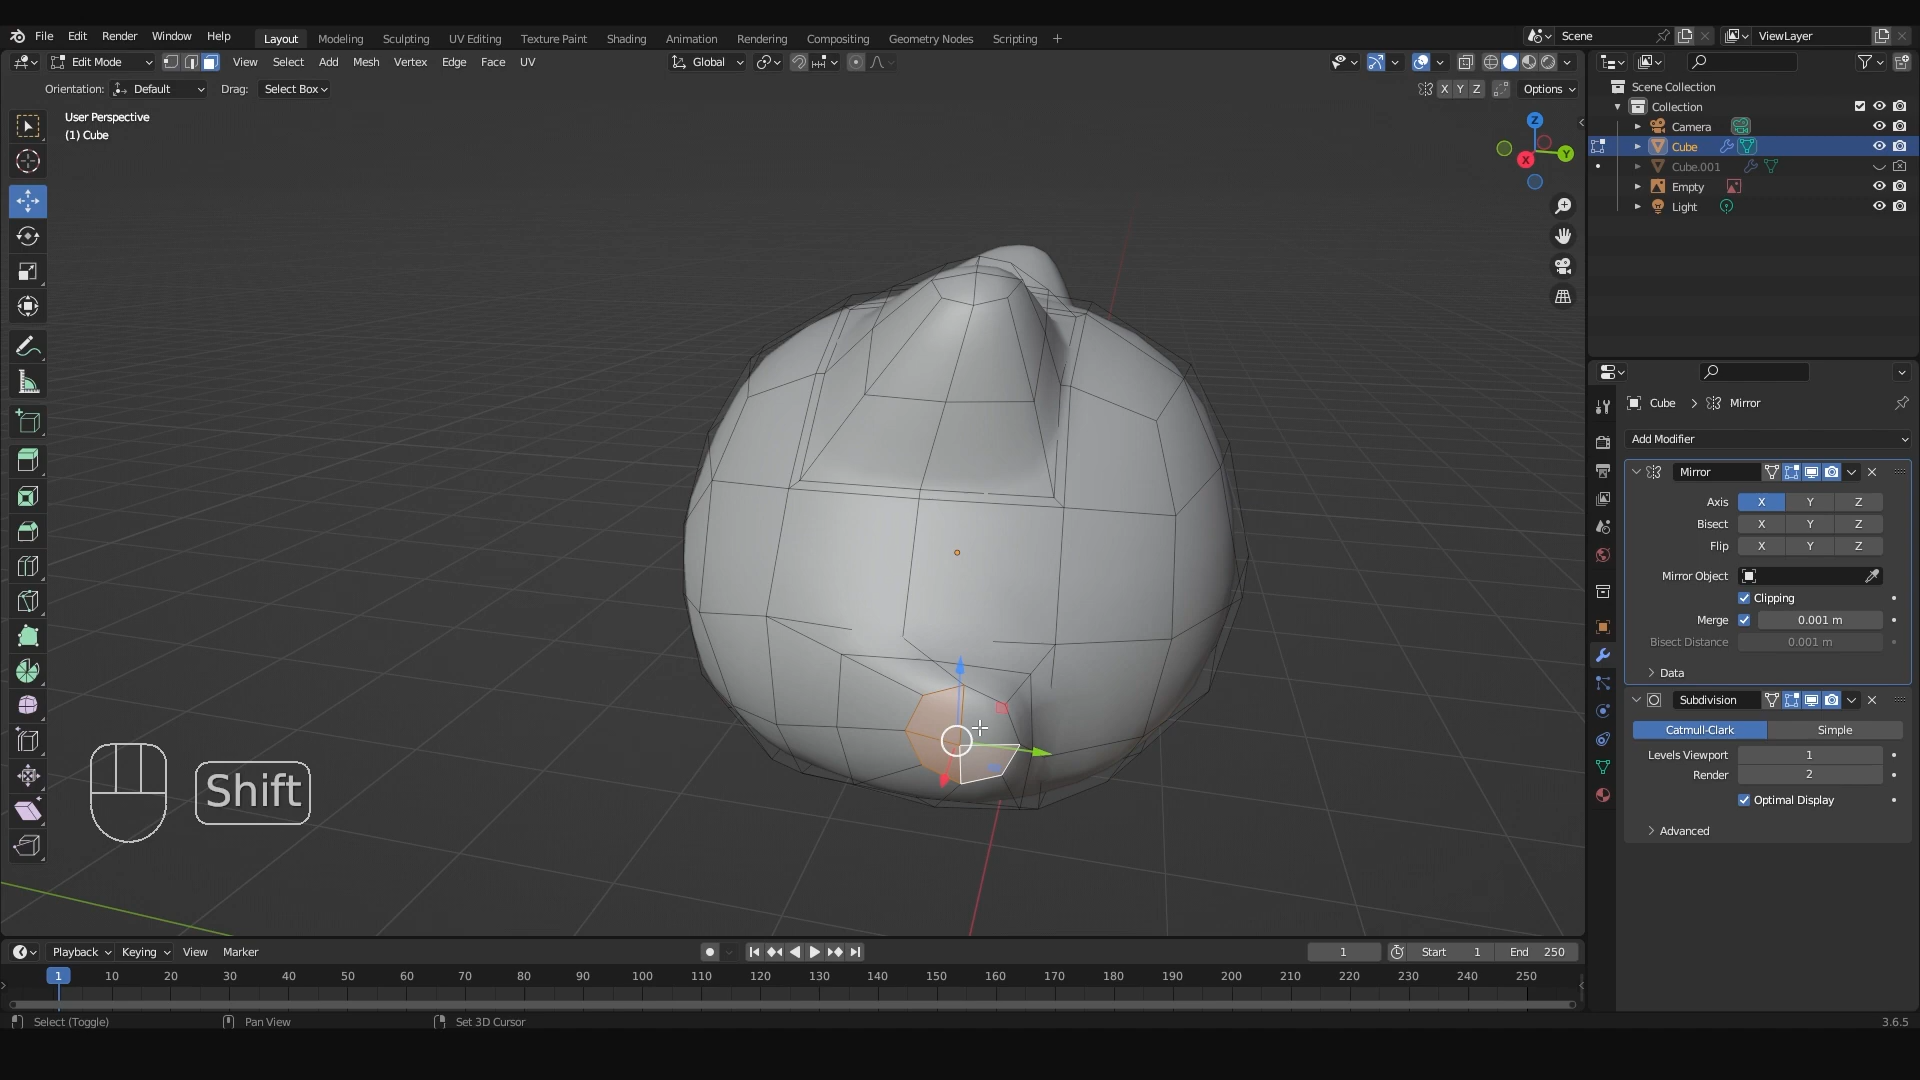 File Edit Render Window Help Layout Modeling Sculpting UV Editing Texture Paint Shading Animation Rendering Compositing Geometry Nodes Scripting + Scene ViewLayer
Edit Mode View Select Add Mesh Vertex Edge Face UV Global
Orientation: Default Drag: Select Box X Y Z Options
User Perspective
(1) Cube
Z
Y
X
Scene Collection
Collection
Camera
Cube
Cube.001
Empty
Light
Cube > Mirror
Add Modifier
Mirror
Axis X Y Z
Bisect X Y Z
Flip X Y Z
Mirror Object
Clipping
Merge 0.001 m
Bisect Distance 0.001 m
Data
Subdivision
Catmull-Clark Simple
Levels Viewport 1
Render 2
Optimal Display
Advanced
Shift
Playback Keying View Marker 1 Start 1 End 250
1 10 20 30 40 50 60 70 80 90 100 110 120 130 140 150 160 170 180 190 200 210 220 230 240 250
Select (Toggle) Pan View Set 3D Cursor 3.6.5